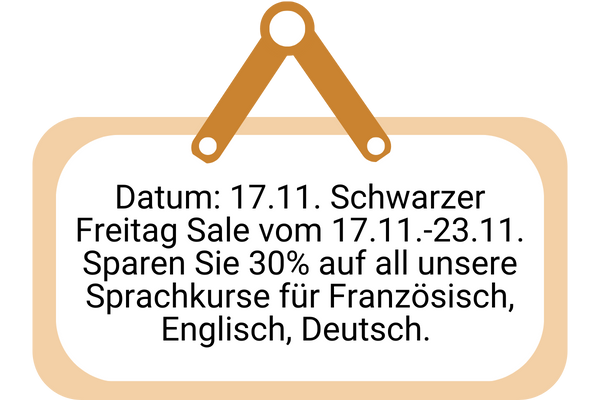 Datum: 17.11. Schwarzer
Freitag Sale vom 17.11.-23.11.
Sparen Sie 30% auf all unsere
Sprachkurse für Französisch,
Englisch, Deutsch.